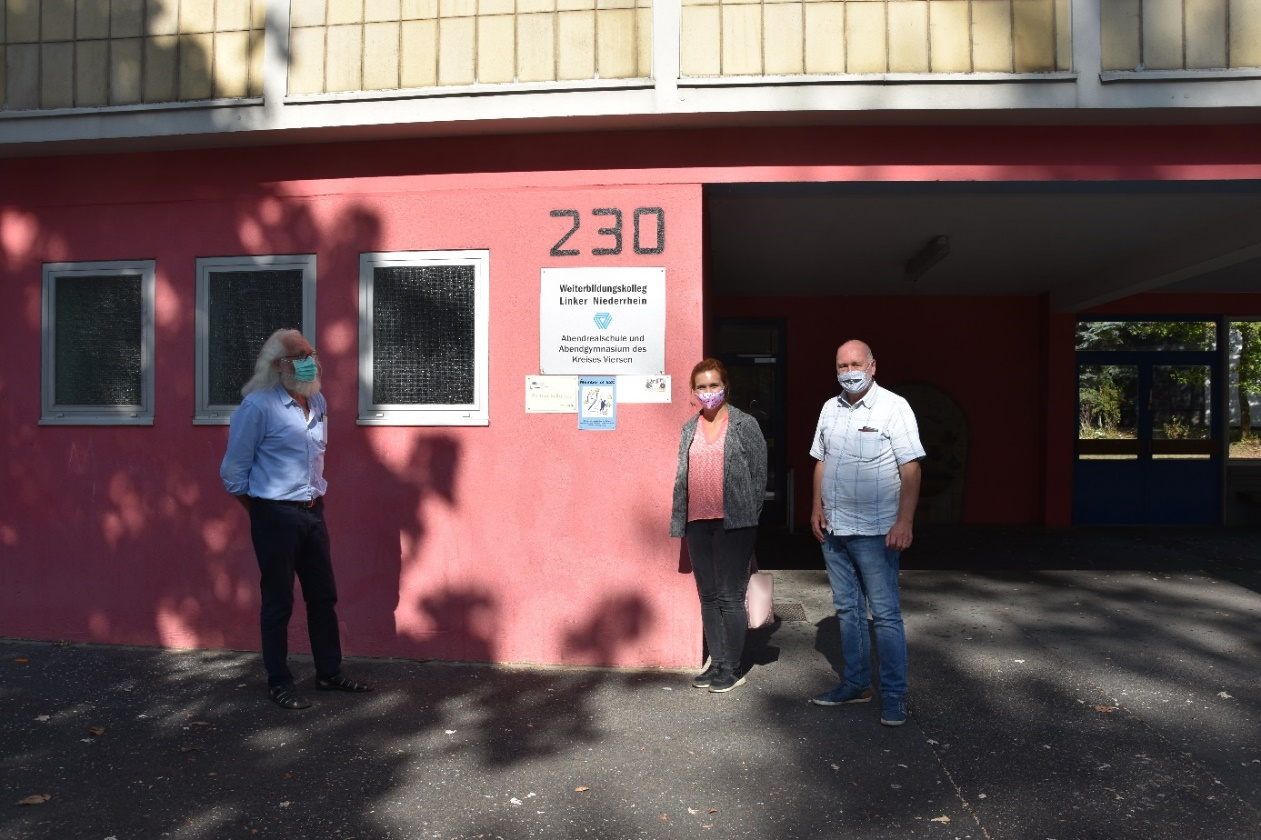 230
Weiterbildungskolleg
Linker Niederrhein
Abendrealschule und
Abendgymnasium des
Kreises Viersen